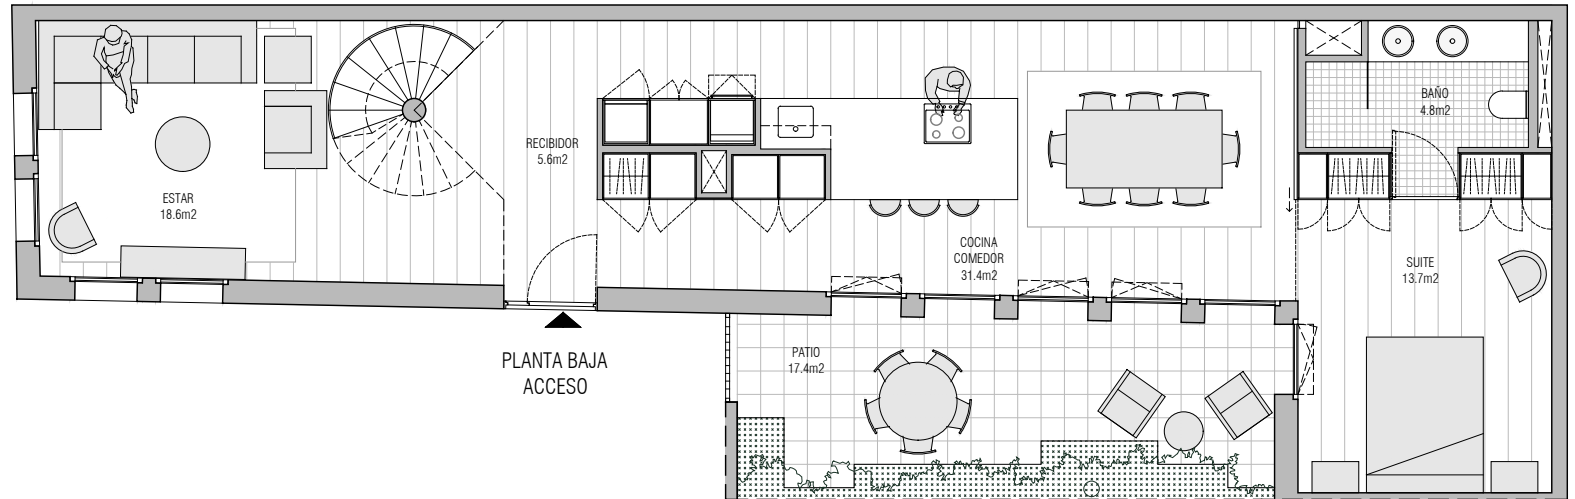 ESTAR
18.6m2
RECIBIDOR
5.6m2
COCINA
COMEDOR
31.4m2
BAÑO
4.8m2
SUITE
13.7m2
PATIO
17.4m2
PLANTA BAJA
ACCESO